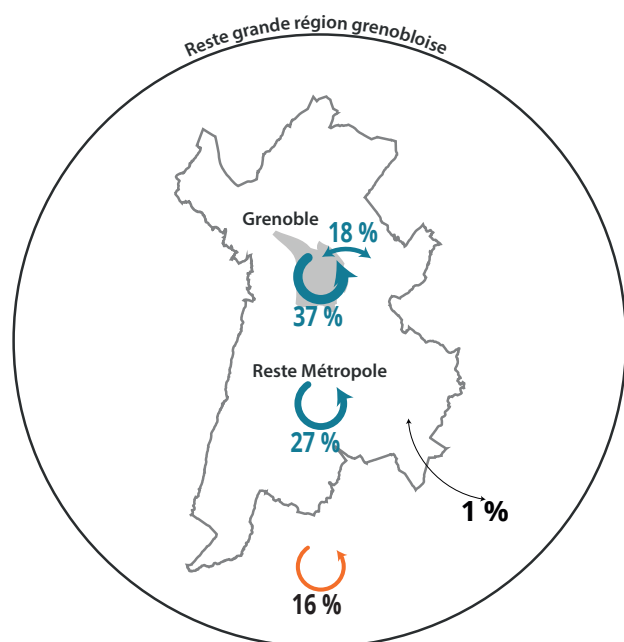 Reste grande région grenobloise
Grenoble
18 %
37 %
Reste Métropole
27 %
1 %
16 %